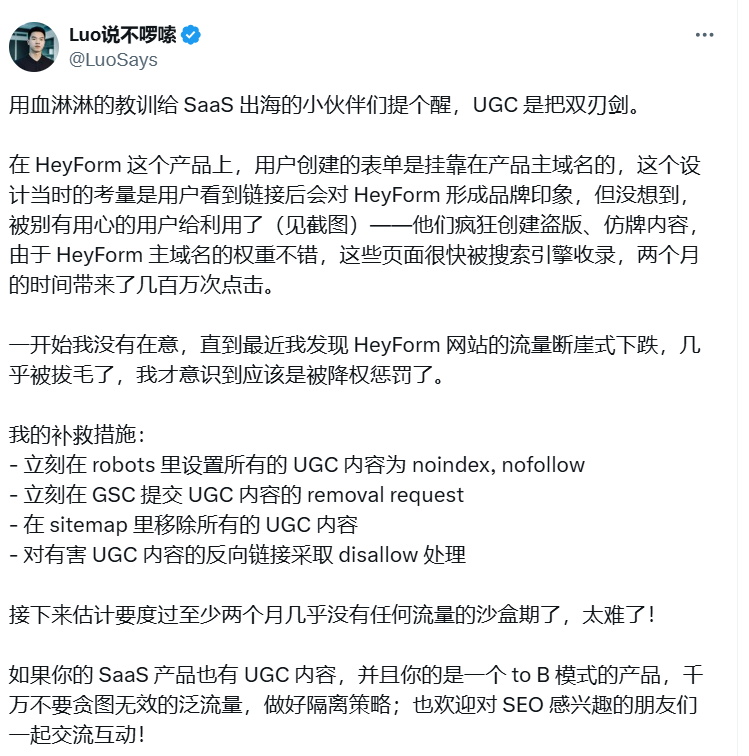 Luo说不啰嗦
@LuoSays
用血淋淋的教训给 SaaS 出海的小伙伴们提个醒，UGC 是把双刃剑。
在 HeyForm 这个产品上，用户创建的表单是挂靠在产品主域名的，这个设
计当时的考量是用户看到链接后会对 HeyForm 形成品牌印象，但没想到，
被别有用心的用户给利用了（见截图）——他们疯狂创建盗版、仿牌内容，
由于 HeyForm 主域名的权重不错，这些页面很快被搜索引擎收录，两个月
的时间带来了几百万次点击。
一开始我没有在意，直到最近我发现 HeyForm 网站的流量断崖式下跌，几
乎被拔毛了，我才意识到应该是被降权惩罚了。
我的补救措施：
- 立刻在 robots 里设置所有的 UGC 内容为 noindex, nofollow
- 立刻在 GSC 提交 UGC 内容的 removal request
- 在 sitemap 里移除所有的 UGC 内容
- 对有害 UGC 内容的反向链接采取 disallow 处理
接下来估计要度过至少两个月几乎没有任何流量的沙盒期了，太难了！
如果你的 SaaS 产品也有 UGC 内容，并且你的是一个 to B 模式的产品，千
万不要贪图无效的泛流量，做好隔离策略；也欢迎对 SEO 感兴趣的朋友们
一起交流互动！